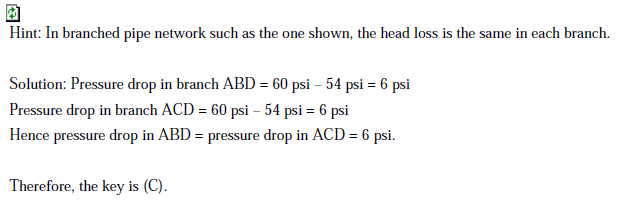 Hint: In branched pipe network such as the one shown, the head loss is the same in each branch.
Solution: Pressure drop in branch ABD = 60 psi – 54 psi = 6 psi
Pressure drop in branch ACD = 60 psi – 54 psi = 6 psi
Hence pressure drop in ABD = pressure drop in ACD = 6 psi.
Therefore, the key is (C).